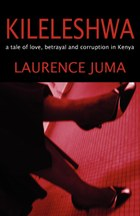 KILELESHWA
a tale of love, betrayal and corruption in Kenya
LAURENCE JUMA